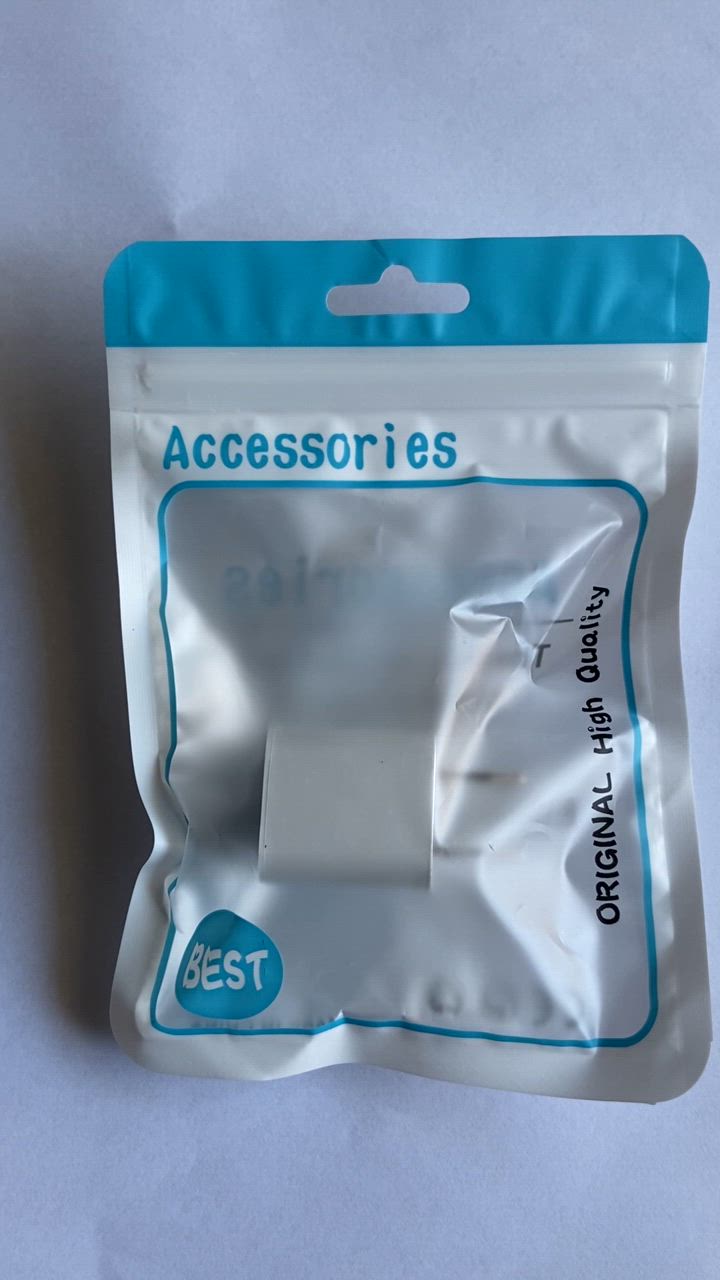 Accessories
ORIGINAL High Quality
BEST